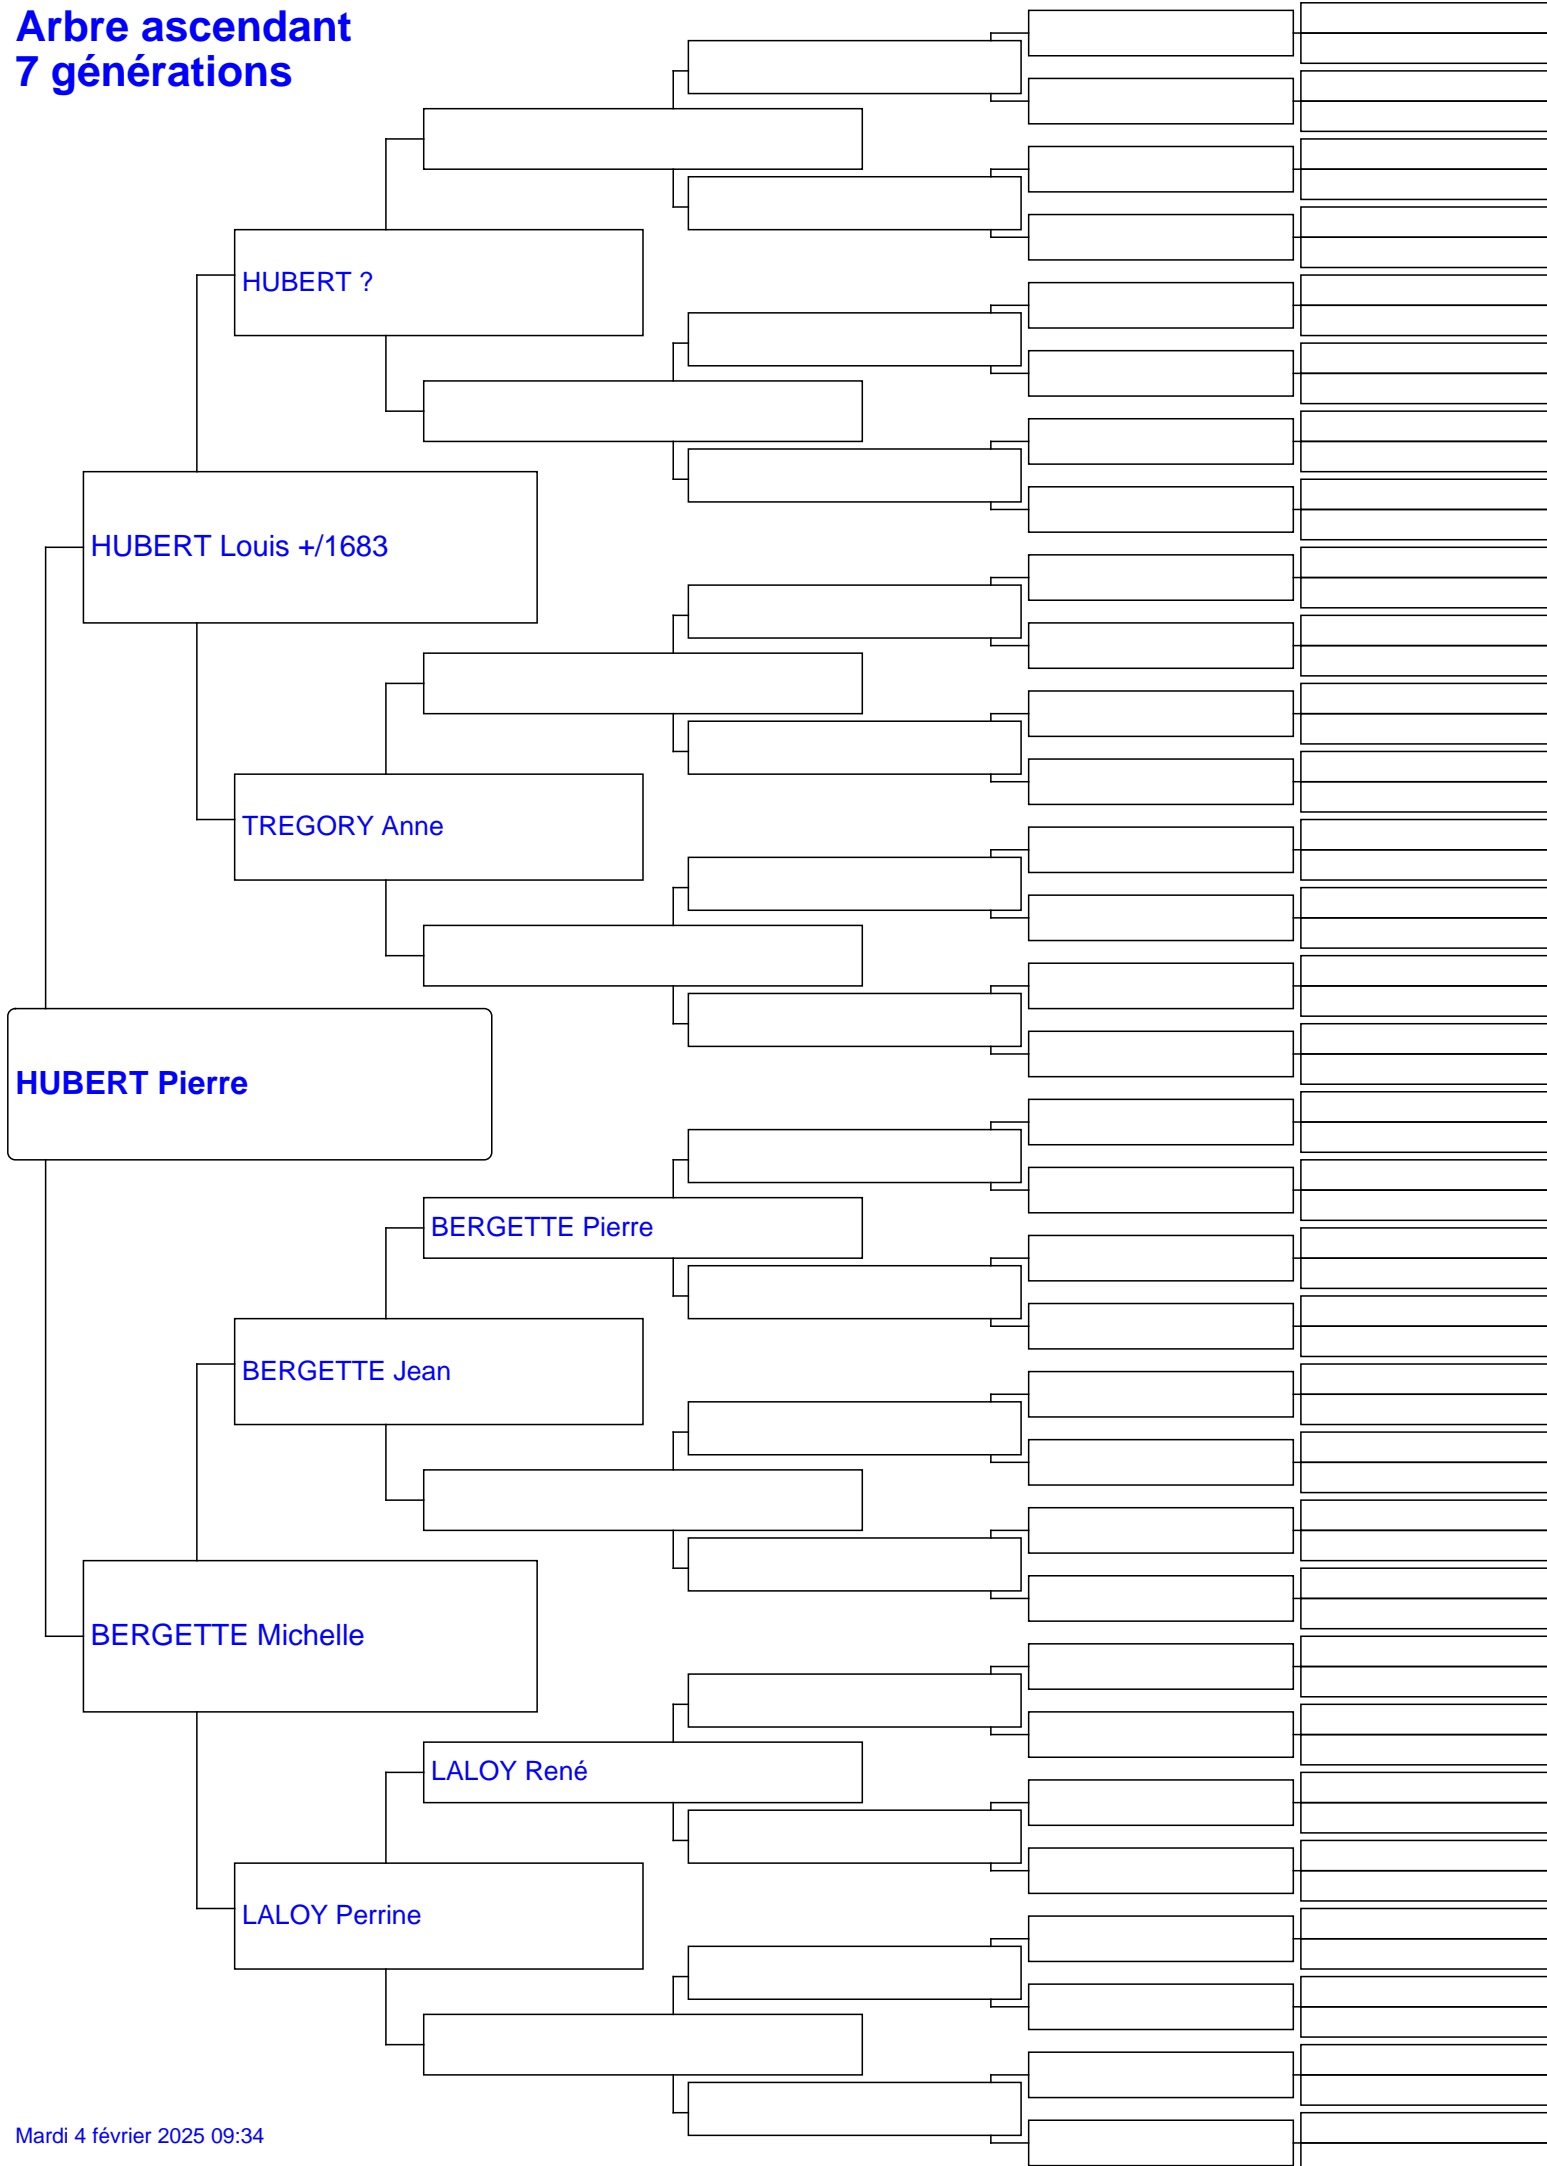 Arbre ascendant
7 générations
HUBERT ?
HUBERT Louis +/1683
TREGORY Anne
HUBERT Pierre
BERGETTE Pierre
BERGETTE Jean
BERGETTE Michelle
LALOY René
LALOY Perrine
Mardi 4 février 2025 09:34